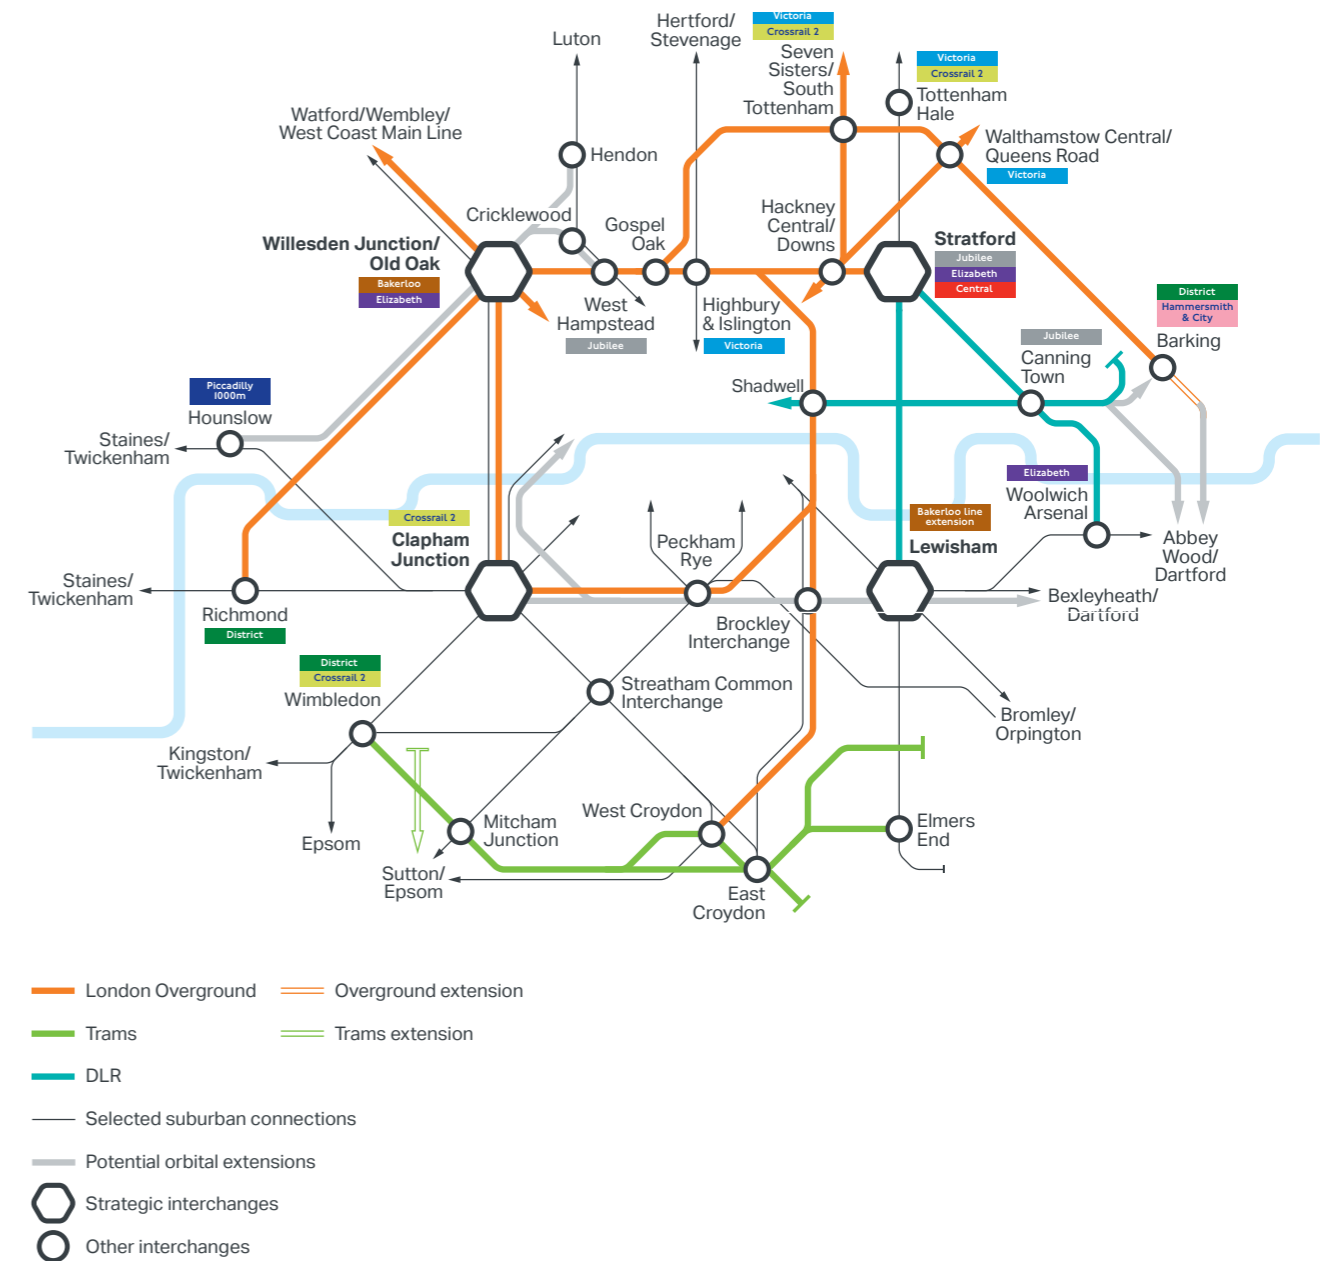 Luton
Hertford/
Stevenage
Victoria
Crossrail 2
Seven
Sisters/
South
Tottenham
Victoria
Crossrail 2
Tottenham
Hale
Watford/Wembley/
West Coast Main Line
Hendon
Walthamstow Central/
Queens Road
Victoria
Cricklewood
Gospel
Oak
Hackney
Central/
Downs
Willesden Junction/
Old Oak
Bakerloo
Elizabeth
Stratford
Jubilee
Elizabeth
Central
West
Hampstead
Jubilee
Highbury
& Islington
Victoria
District
Hammersmith
& City
Barking
Jubilee
Canning
Town
Shadwell
Piccadilly
1000m
Hounslow
Staines/
Twickenham
Elizabeth
Woolwich
Arsenal
Crossrail 2
Clapham
Junction
Bakerloo line
extension
Lewisham
Peckham
Rye
Abbey
Wood/
Dartford
Staines/
Twickenham
Richmond
District
Bexleyheath/
Dartford
Brockley
Interchange
District
Crossrail 2
Wimbledon
Streatham Common
Interchange
Bromley/
Orpington
Kingston/
Twickenham
West Croydon
Mitcham
Junction
Elmers
End
Epsom
Sutton/
Epsom
East
Croydon
London Overground
Overground extension
Trams
Trams extension
DLR
Selected suburban connections
Potential orbital extensions
Strategic interchanges
Other interchanges